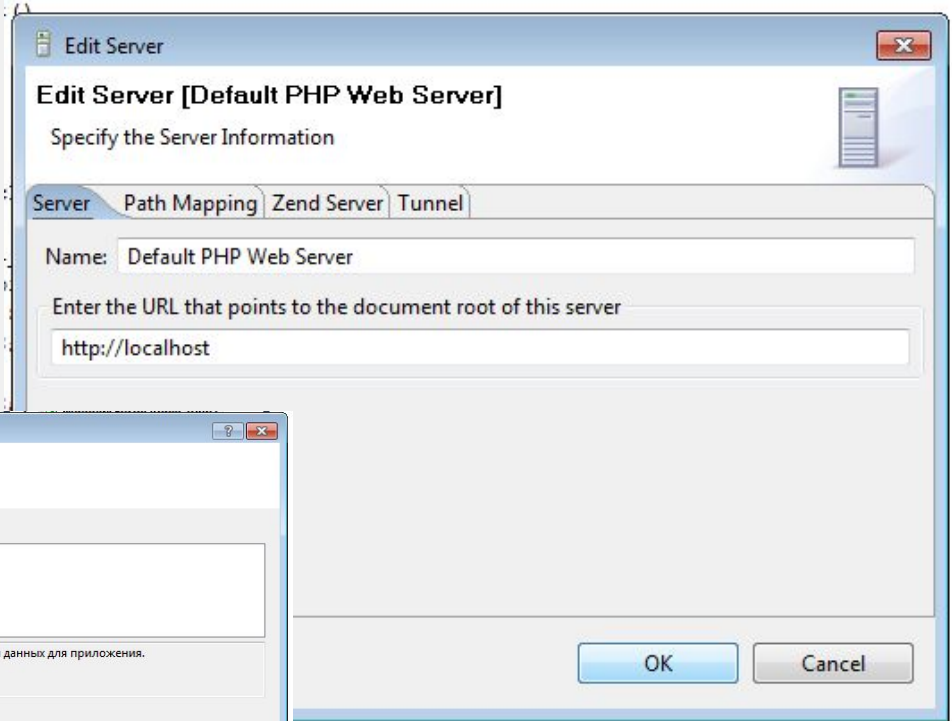 Edit Server
Edit Server [Default PHP Web Server]
Specify the Server Information
Server Path Mapping Zend Server Tunnel
Name: Default PHP Web Server
Enter the URL that points to the document root of this server
http://localhost
данных для приложения.
OK Cancel